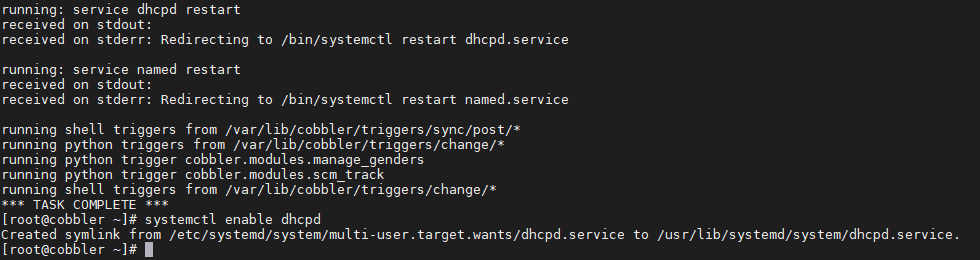 running: service dhcpd restart
received on stdout:
received on stderr: Redirecting to /bin/systemctl restart dhcpd.service

running: service named restart
received on stdout:
received on stderr: Redirecting to /bin/systemctl restart named.service

running shell triggers from /var/lib/cobbler/triggers/sync/post/*
running python triggers from /var/lib/cobbler/triggers/change/*
running python trigger cobbler.modules.manage_genders
running python trigger cobbler.modules.scm_track
running shell triggers from /var/lib/cobbler/triggers/change/*
*** TASK COMPLETE ***
[root@cobbler ~]# systemctl enable dhcpd
Created symlink from /etc/systemd/system/multi-user.target.wants/dhcpd.service to /usr/lib/systemd/system/dhcpd.service.
[root@cobbler ~]#